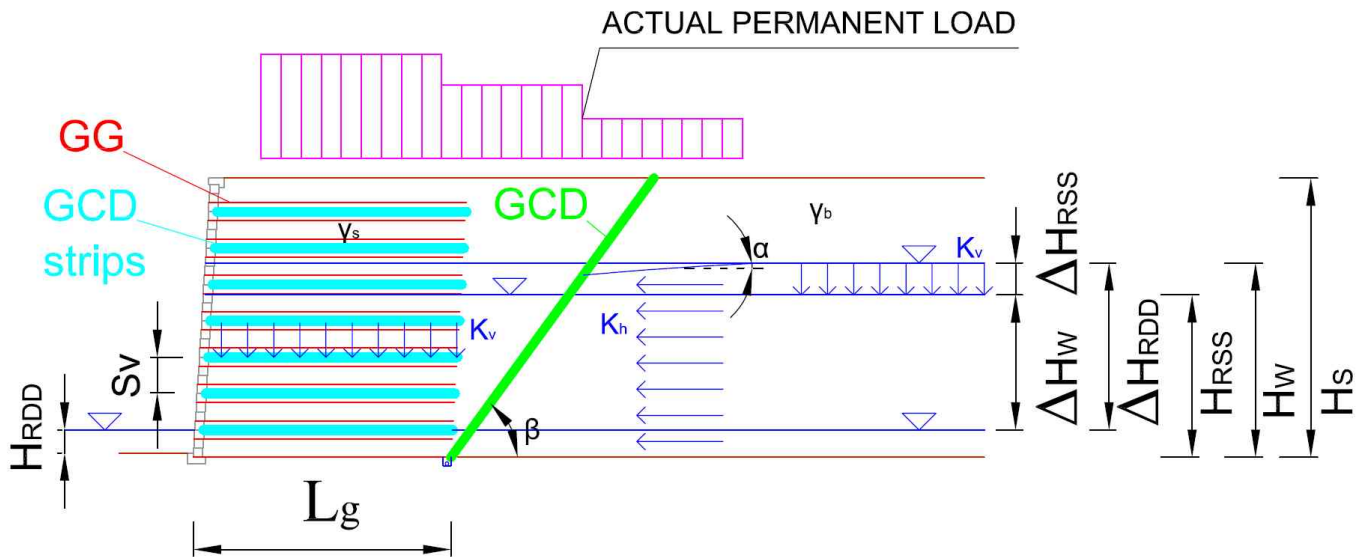 ACTUAL PERMANENT LOAD
GG
GCD
strips
GCD
γs
γb
α
Kv
Kv
Kh
Sv
β
HRDD
Lg
ΔHRSS
ΔHW
ΔHRDD
HRSS
HW
HS